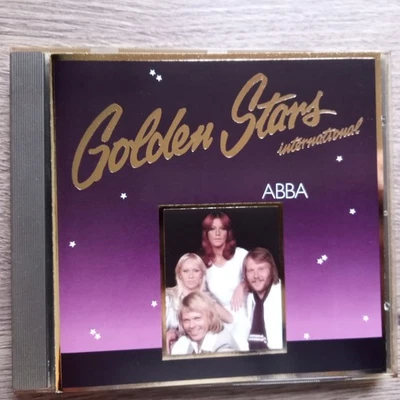 Golden Stars
international
ABBA